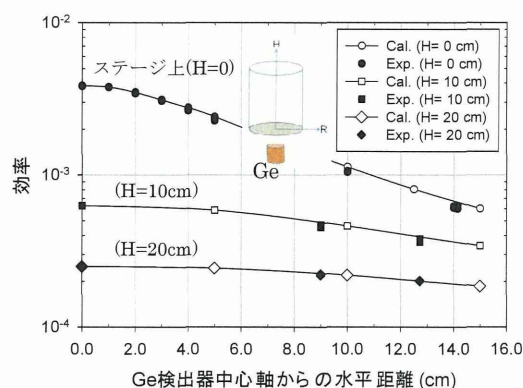 10-2
10-3
10-4
効率
ステージ上(H=0)
(H=10cm)
(H=20cm)
H
R
Ge
Cal. (H= 0 cm)
Exp. (H= 0 cm)
Cal. (H= 10 cm)
Exp. (H= 10 cm)
Cal. (H= 20 cm)
Exp. (H= 20 cm)
0.0 2.0 4.0 6.0 8.0 10.0 12.0 14.0 16.0
Ge検出器中心軸からの水平距離(cm)